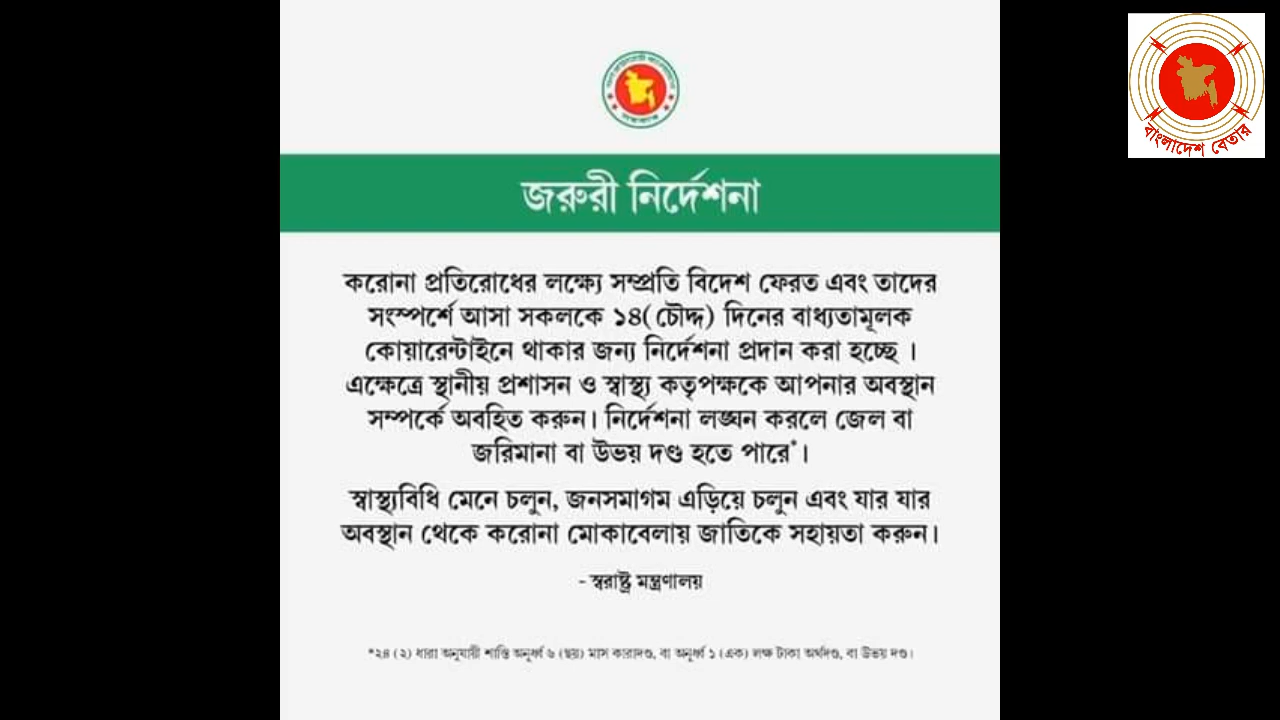 বাংলাদেশ বেতার
জরুরী নির্দেশনা
করোনা প্রতিরোধের লক্ষ্যে সম্প্রতি বিদেশ ফেরত এবং তাদের
সংস্পর্শে আসা সকলকে ১৪(চৌদ্দ) দিনের বাধ্যতামূলক
কোয়ারেন্টাইনে থাকার জন্য নির্দেশনা প্রদান করা হচ্ছে ।
এক্ষেত্রে স্থানীয় প্রশাসন ও স্বাস্থ্য কতৃপক্ষকে আপনার অবস্থান
সম্পর্কে অবহিত করুন। নির্দেশনা লঙ্ঘন করলে জেল বা
জরিমানা বা উভয় দণ্ড হতে পারে*।
স্বাস্থ্যবিধি মেনে চলুন, জনসমাগম এড়িয়ে চলুন এবং যার যার
অবস্থান থেকে করোনা মোকাবেলায় জাতিকে সহায়তা করুন।
- স্বরাষ্ট্র মন্ত্রণালয়
*২৪ (২) ধারা অনুযায়ী শাস্তি অনূর্ধ্ব ৬ (ছয়) মাস কারাদণ্ড, বা অনূর্ধ্ব ১ (এক) লক্ষ টাকা অর্থদণ্ড, বা উভয় দণ্ড।